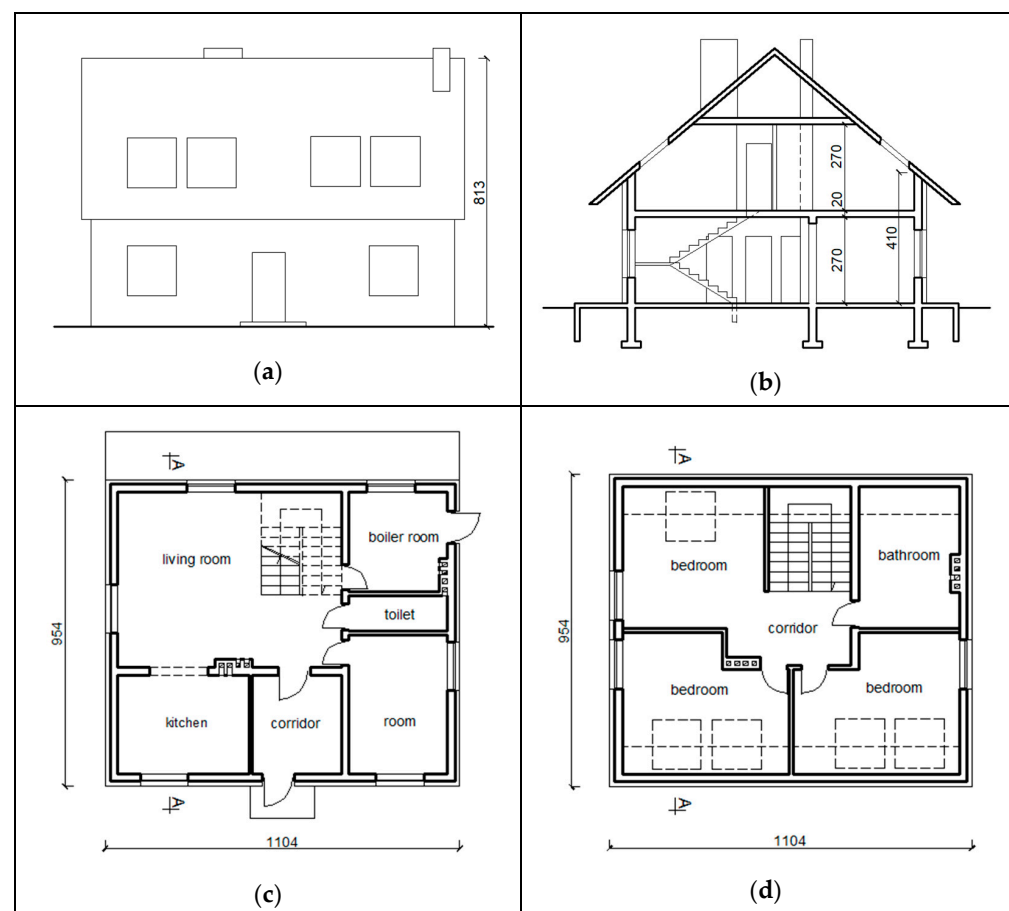 813
(a)
270
20
410
270
(b)
A
living room
boiler room
toilet
954
kitchen
corridor
room
A
1104
(c)
A
bedroom
bathroom
corridor
954
bedroom
bedroom
A
1104
(d)